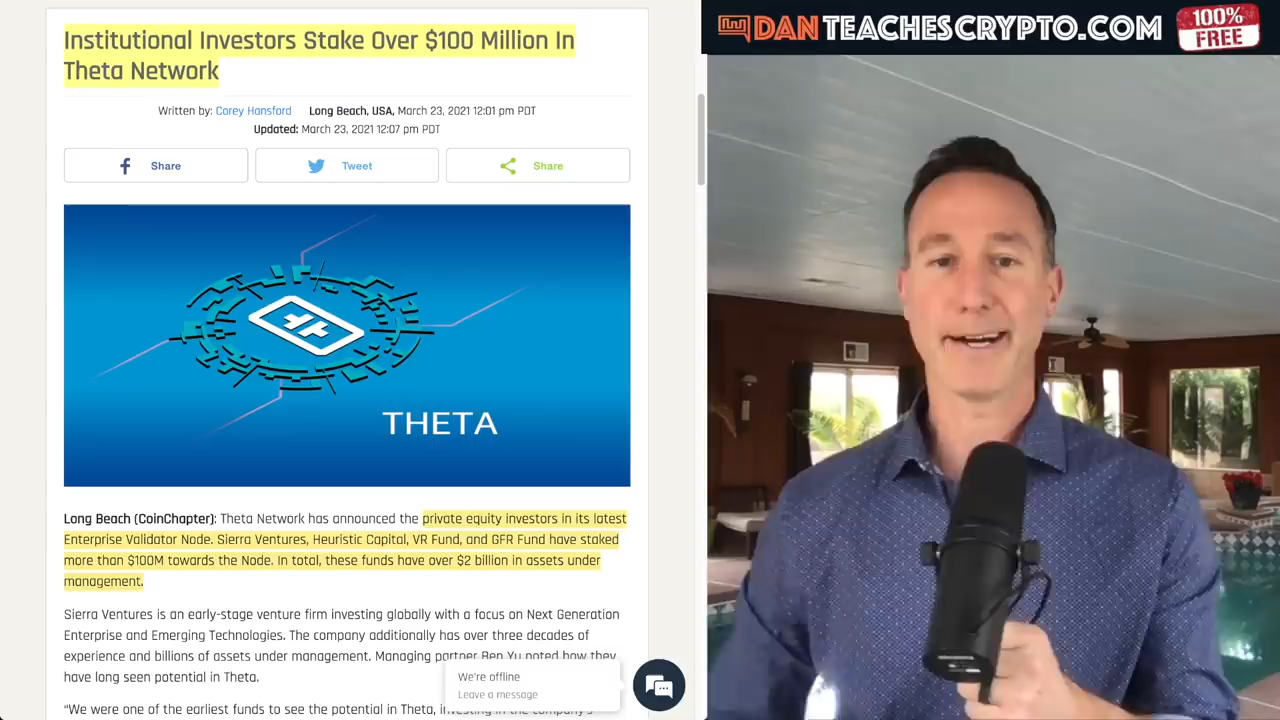 Institutional Investors Stake Over $100 Million In
Theta Network
Written by: Corey Hansford Long Beach, USA, March 23, 2021 12:01 pm PDT
Updated: March 23, 2021 12:07 pm PDT
Share
Tweet
Share
THETA
Long Beach (CoinChapter): Theta Network has announced the private equity investors in its latest
Enterprise Validator Node. Sierra Ventures, Heuristic Capital, VR Fund, and GFR Fund have staked
more than $100M towards the Node. In total, these funds have over $2 billion in assets under
management.
Sierra Ventures is an early-stage venture firm investing globally with a focus on Next Generation
Enterprise and Emerging Technologies. The company additionally has over three decades of
experience and billions of assets under management. Managing partner Ben Yu noted how they
have long seen potential in Theta.
“We were one of the earliest funds to see the potential in Theta, investing in the company's
We're offline
Leave a message
DANTEACHESCRYPTO.COM
100%
FREE